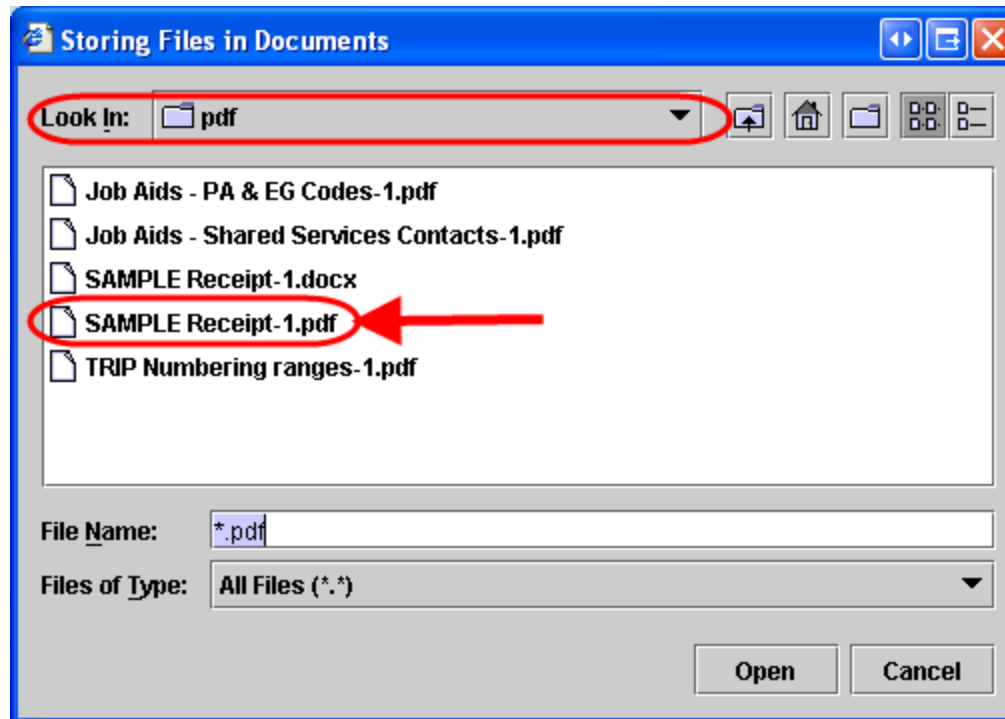 Storing Files in Documents
Look In: pdf
Job Aids - PA & EG Codes-1.pdf
Job Aids - Shared Services Contacts-1.pdf
SAMPLE Receipt-1.docx
SAMPLE Receipt-1.pdf
TRIP Numbering ranges-1.pdf
File Name: *.pdf
Files of Type: All Files (*.*)
Open Cancel